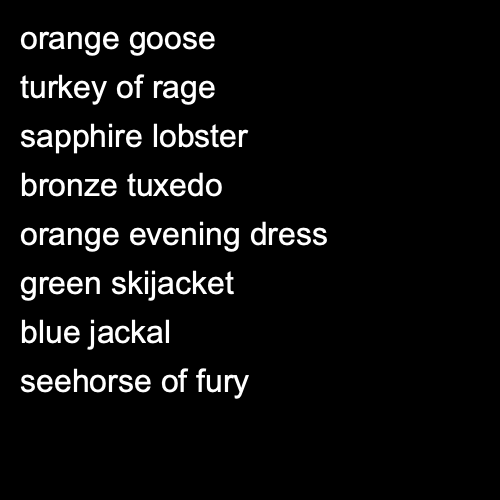 orange goose
turkey of rage
sapphire lobster
bronze tuxedo
orange evening dress
green skijacket
blue jackal
seehorse of fury